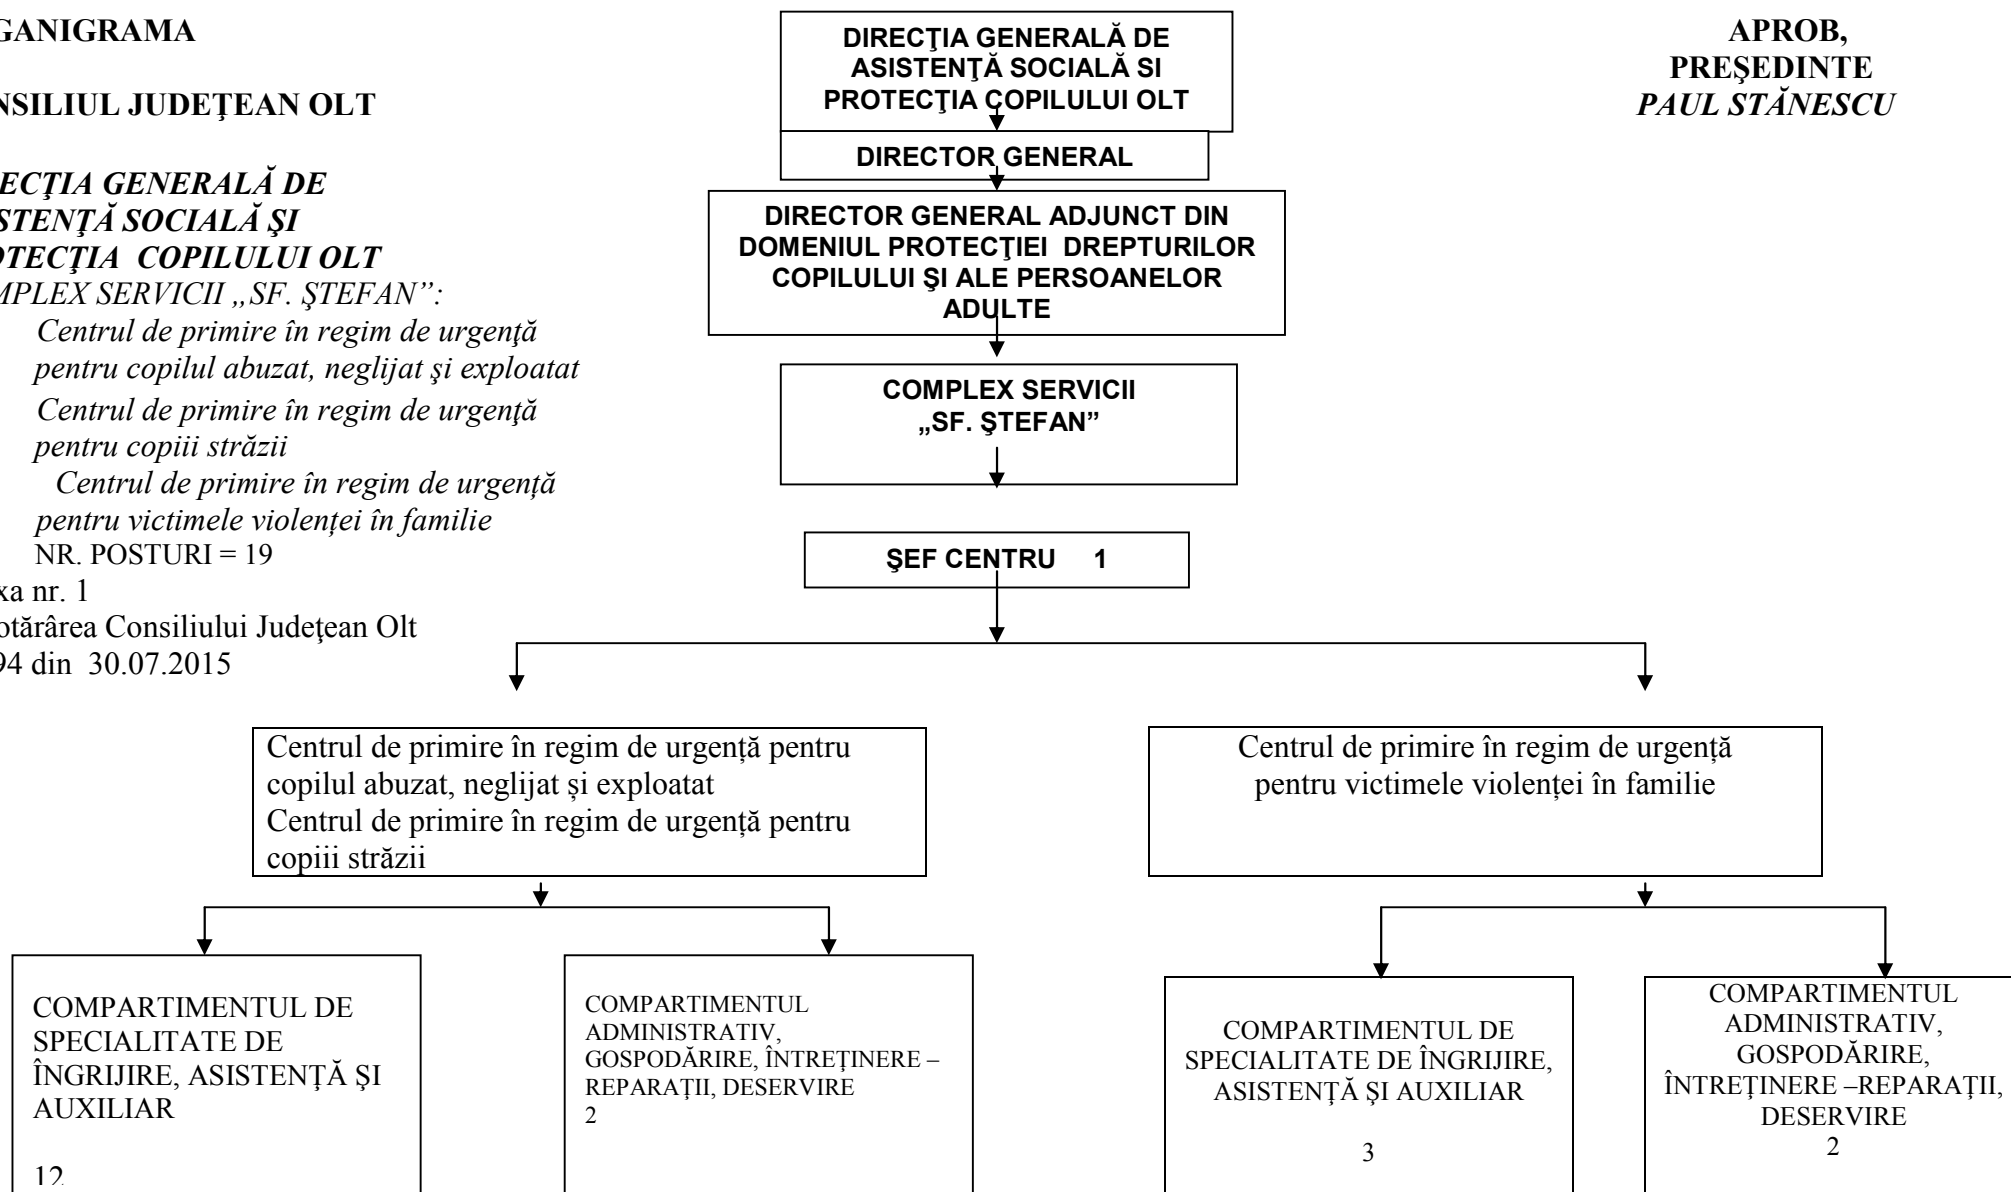 GANIGRAMA
NSILIUL JUDEŢEAN OLT
ECŢIA GENERALĂ DE
STENŢĂ SOCIALĂ ŞI
OTECŢIA COPILULUI OLT
MPLEX SERVICII „SF. ŞTEFAN”:
Centrul de primire în regim de urgenţă
pentru copilul abuzat, neglijat şi exploatat
Centrul de primire în regim de urgenţă
pentru copiii străzii
Centrul de primire în regim de urgență
pentru victimele violenței în familie
NR. POSTURI = 19
xa nr. 1
otărârea Consiliului Judeţean Olt
94 din 30.07.2015
DIRECŢIA GENERALĂ DE
ASISTENŢĂ SOCIALĂ SI
PROTECŢIA COPILULUI OLT
APROB,
PREŞEDINTE
PAUL STĂNESCU
DIRECTOR GENERAL
DIRECTOR GENERAL ADJUNCT DIN
DOMENIUL PROTECŢIEI DREPTURILOR
COPILULUI ŞI ALE PERSOANELOR
ADULTE
COMPLEX SERVICII
„SF. ŞTEFAN”
ŞEF CENTRU 1
Centrul de primire în regim de urgență pentru
copilul abuzat, neglijat și exploatat
Centrul de primire în regim de urgență pentru
copiii străzii
Centrul de primire în regim de urgență
pentru victimele violenței în familie
COMPARTIMENTUL DE
SPECIALITATE DE
ÎNGRIJIRE, ASISTENŢĂ ŞI
AUXILIAR
12
COMPARTIMENTUL
ADMINISTRATIV,
GOSPODĂRIRE, ÎNTREŢINERE –
REPARAŢII, DESERVIRE
2
COMPARTIMENTUL DE
SPECIALITATE DE ÎNGRIJIRE,
ASISTENŢĂ ŞI AUXILIAR
3
COMPARTIMENTUL
ADMINISTRATIV,
GOSPODĂRIRE,
ÎNTREŢINERE –REPARAŢII,
DESERVIRE
2